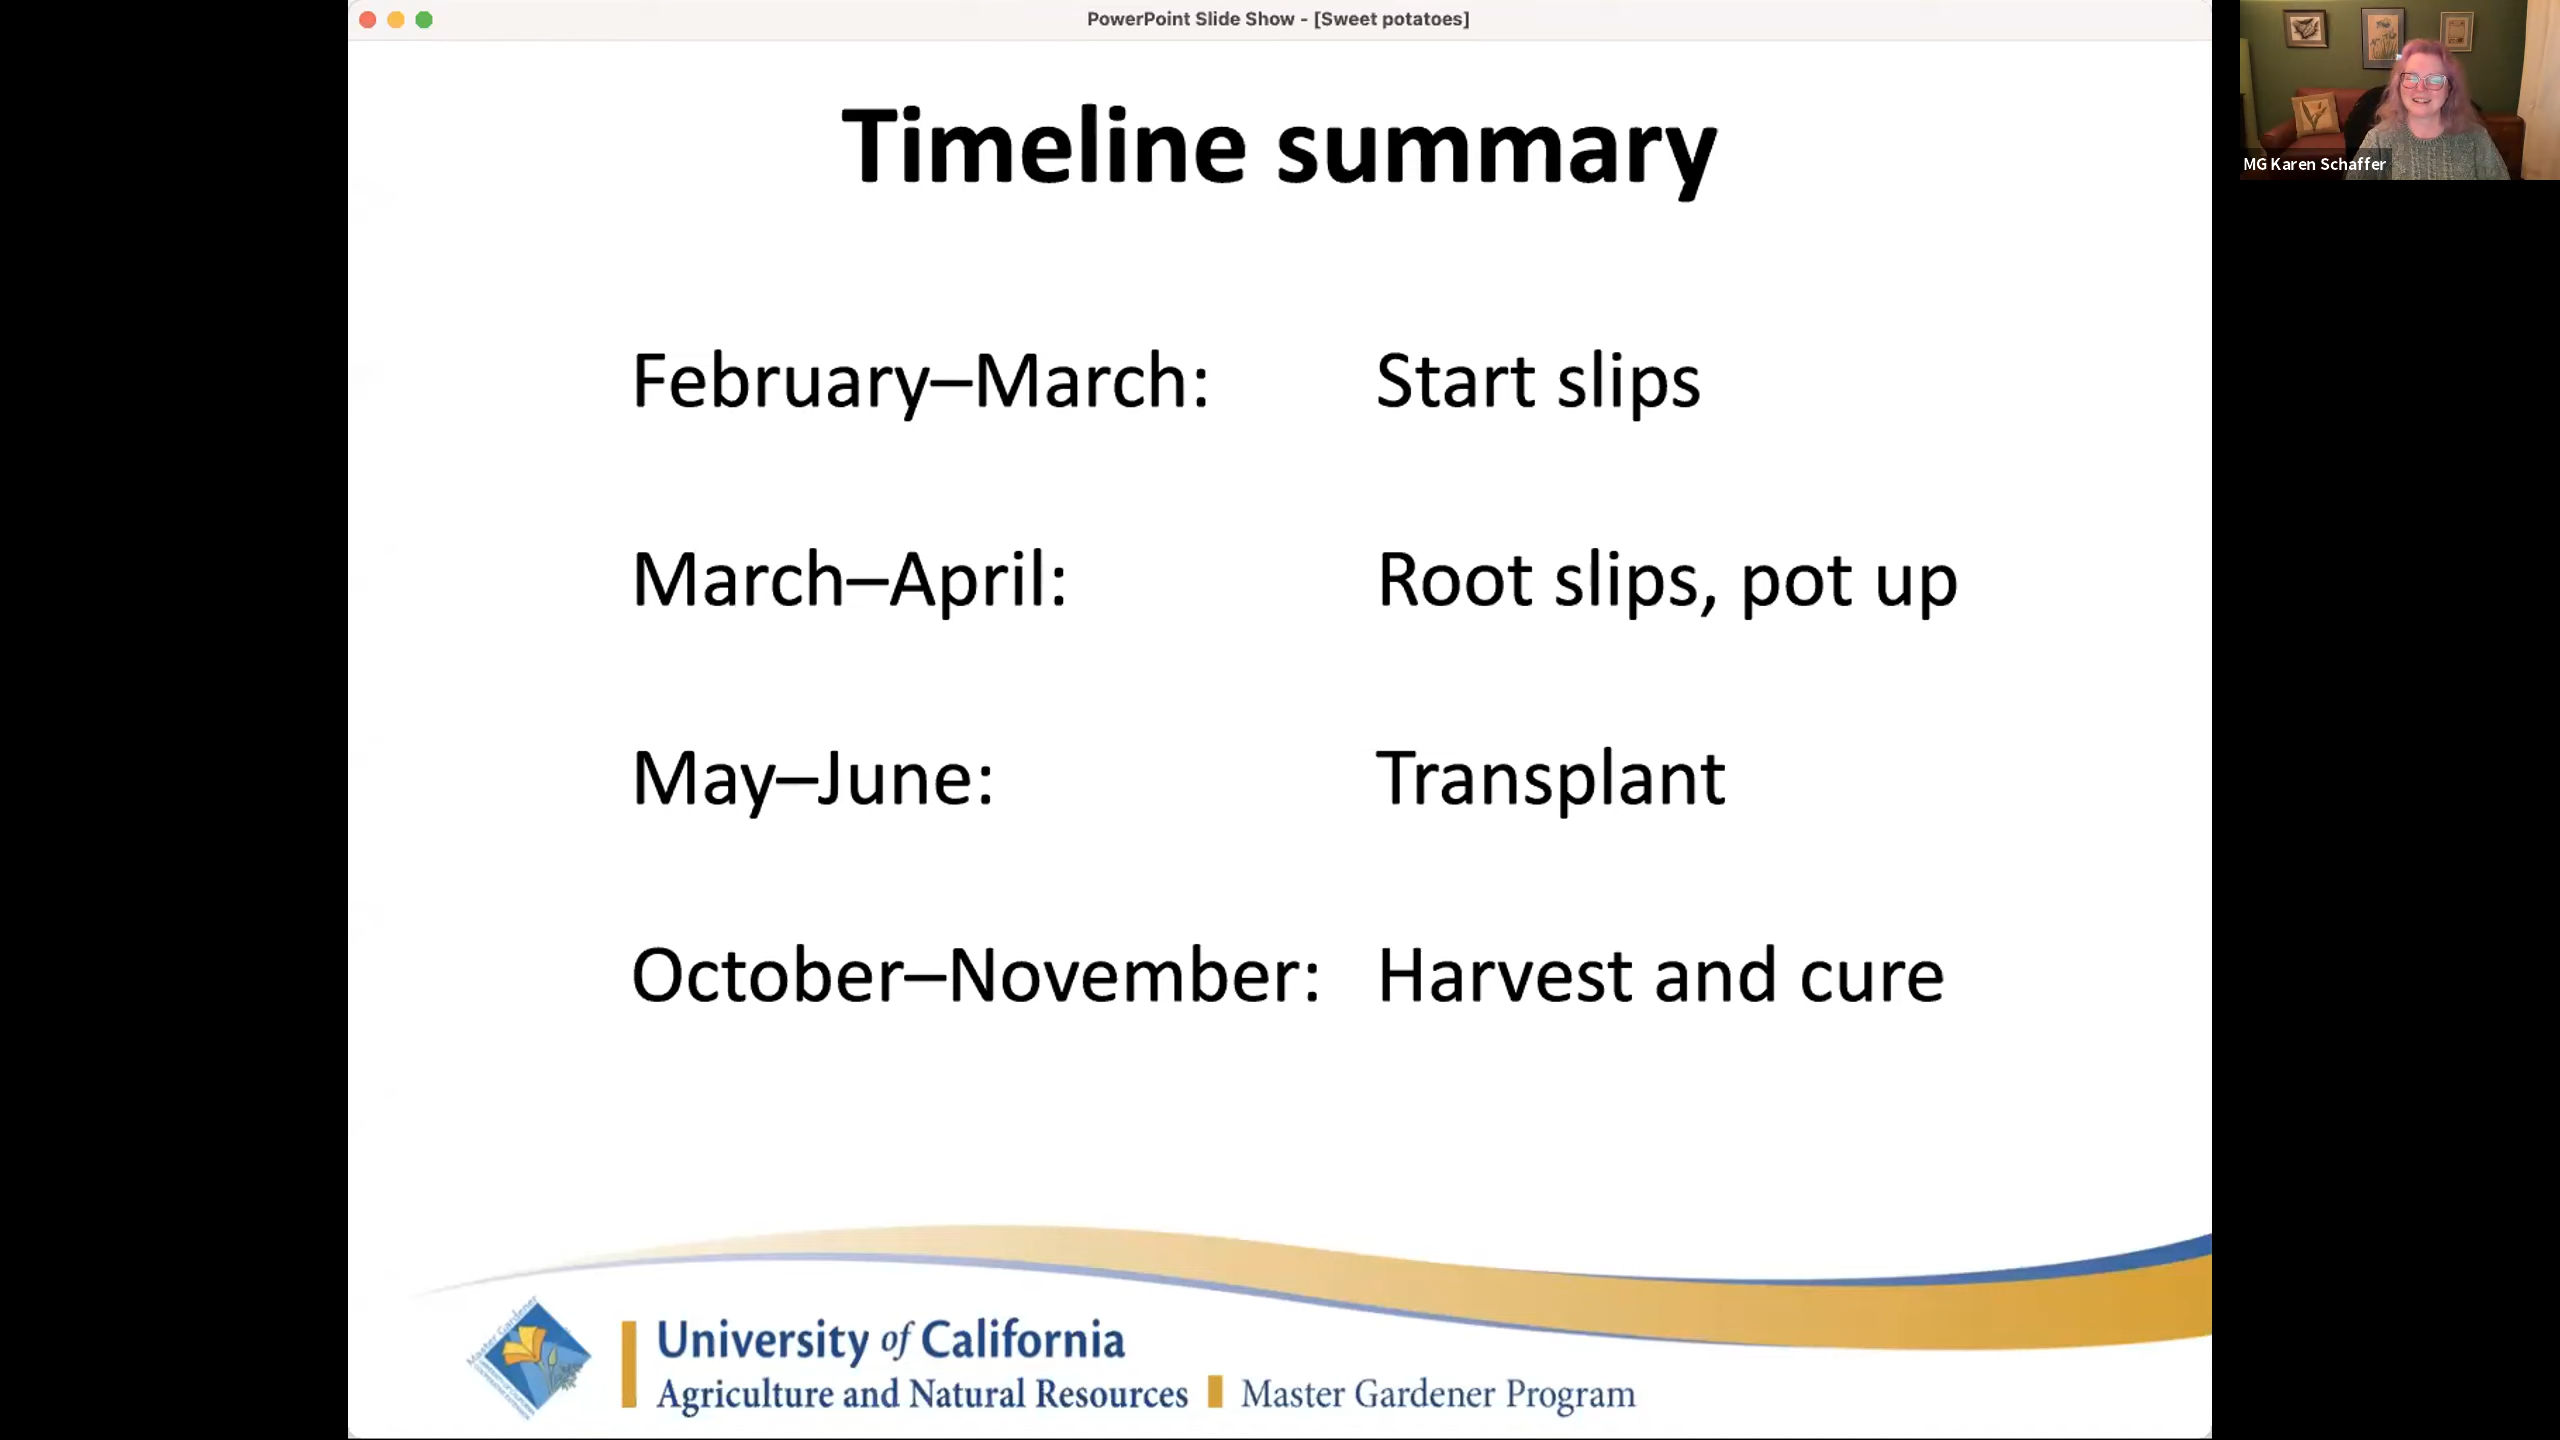 PowerPoint Slide Show - [Sweet potatoes]
MG Karen Schaffer
Timeline summary
February–March: Start slips
March–April: Root slips, pot up
May–June: Transplant
October–November: Harvest and cure
Master Gardener
University of California
Agriculture and Natural Resources Master Gardener Program